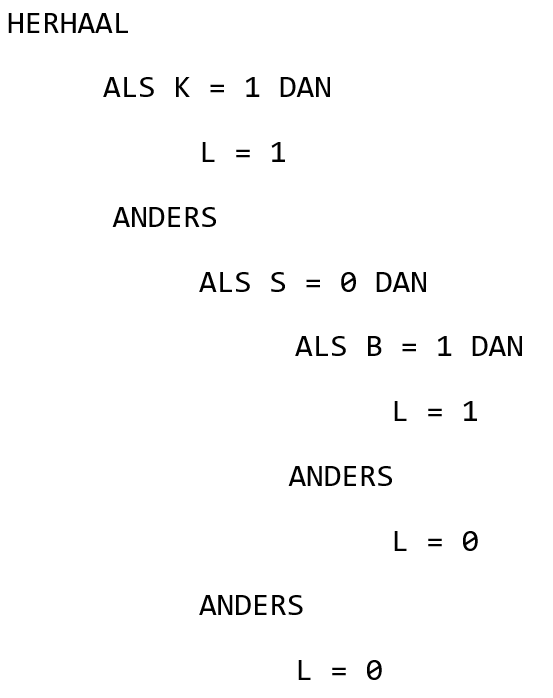 HERHAAL
ALS K = 1 DAN
L = 1
ANDERS
ALS S = 0 DAN
ALS B = 1 DAN
L = 1
ANDERS
L = 0
ANDERS
L = 0